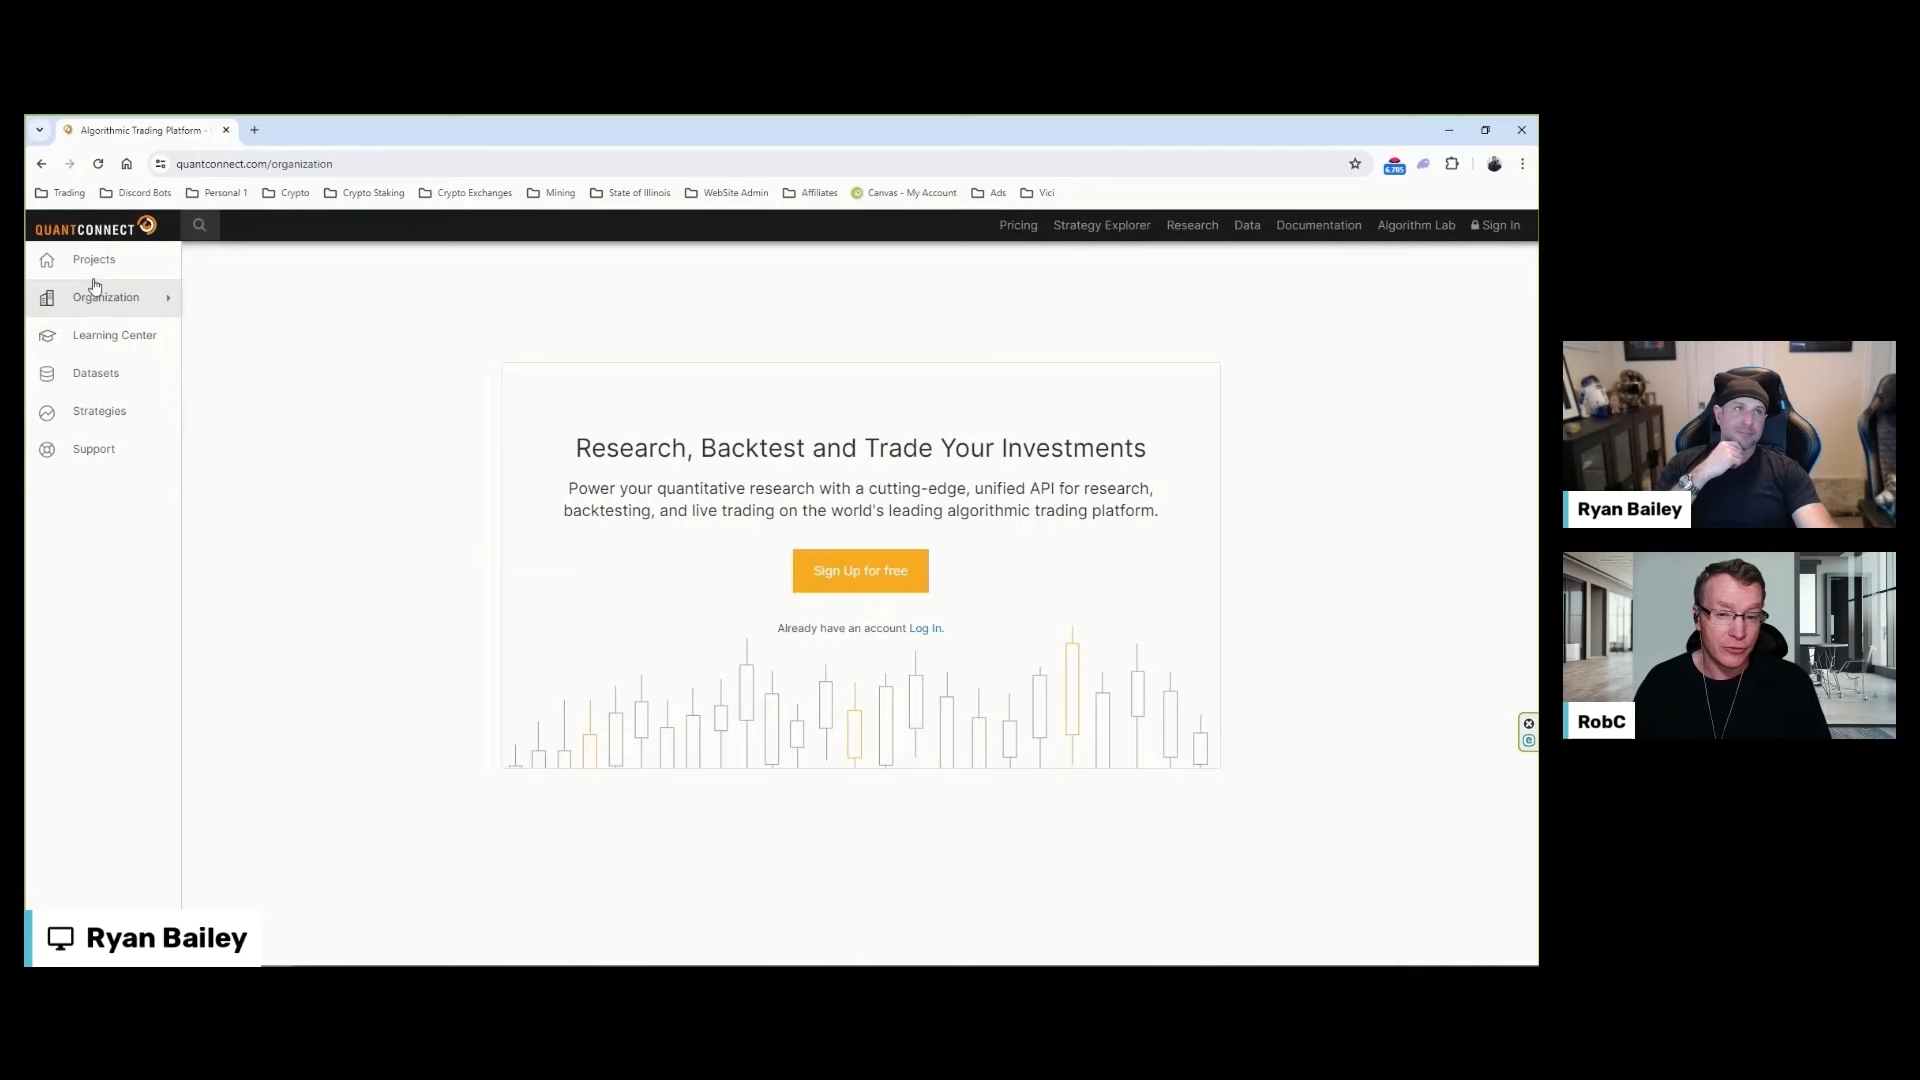 Algorithmic Trading Platform -
quantconnect.com/organization
6,785
Trading
Discord Bots
Personal 1
Crypto
Crypto Staking
Crypto Exchanges
Mining
State of Illinois
WebSite Admin
Affiliates
Canvas - My Account
Ads
Vici
QUANTCONNECT
Pricing
Strategy Explorer
Research
Data
Documentation
Algorithm Lab
Sign In
Projects
Organization
Learning Center
Datasets
Strategies
Support
Research, Backtest and Trade Your Investments
Power your quantitative research with a cutting-edge, unified API for research,
backtesting, and live trading on the world's leading algorithmic trading platform.
Sign Up for free
Already have an account Log In.
Ryan Bailey
RobC
Ryan Bailey